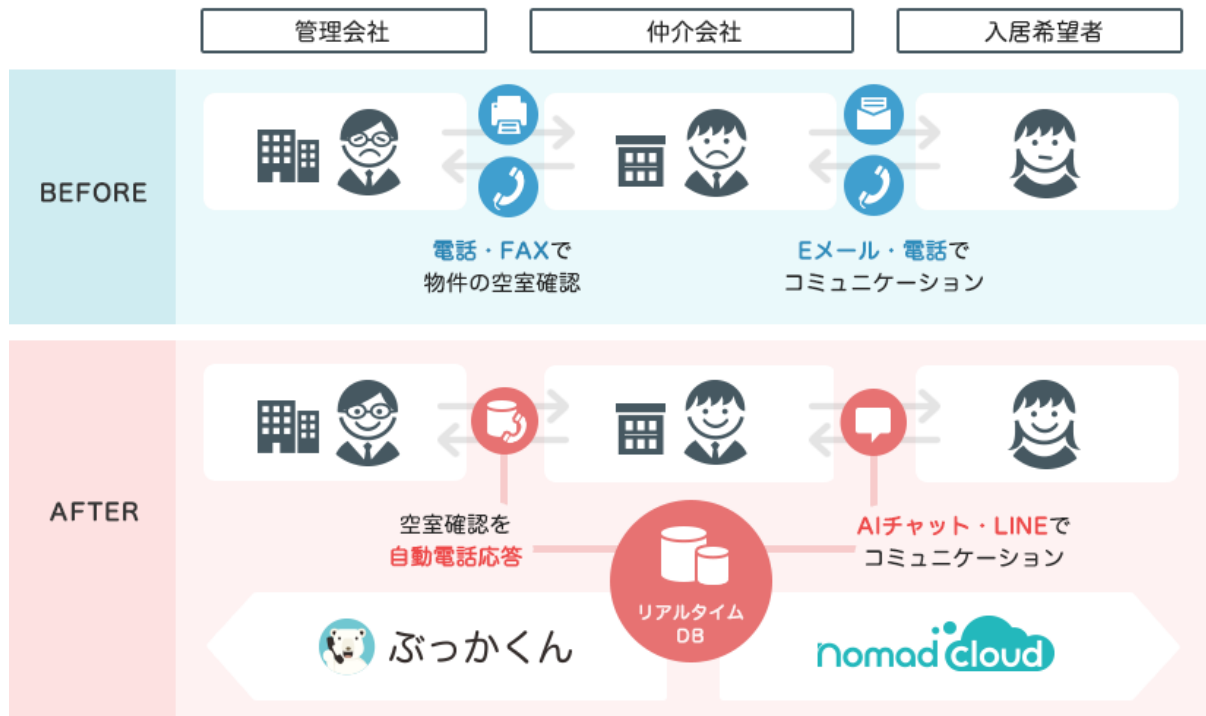 管理会社
仲介会社
入居希望者
BEFORE
電話・FAXで
物件の空室確認
Eメール・電話で
コミュニケーション
AFTER
空室確認を
自動電話応答
AIチャット・LINEで
コミュニケーション
リアルタイム
DB
ぶっかくん
nomad cloud